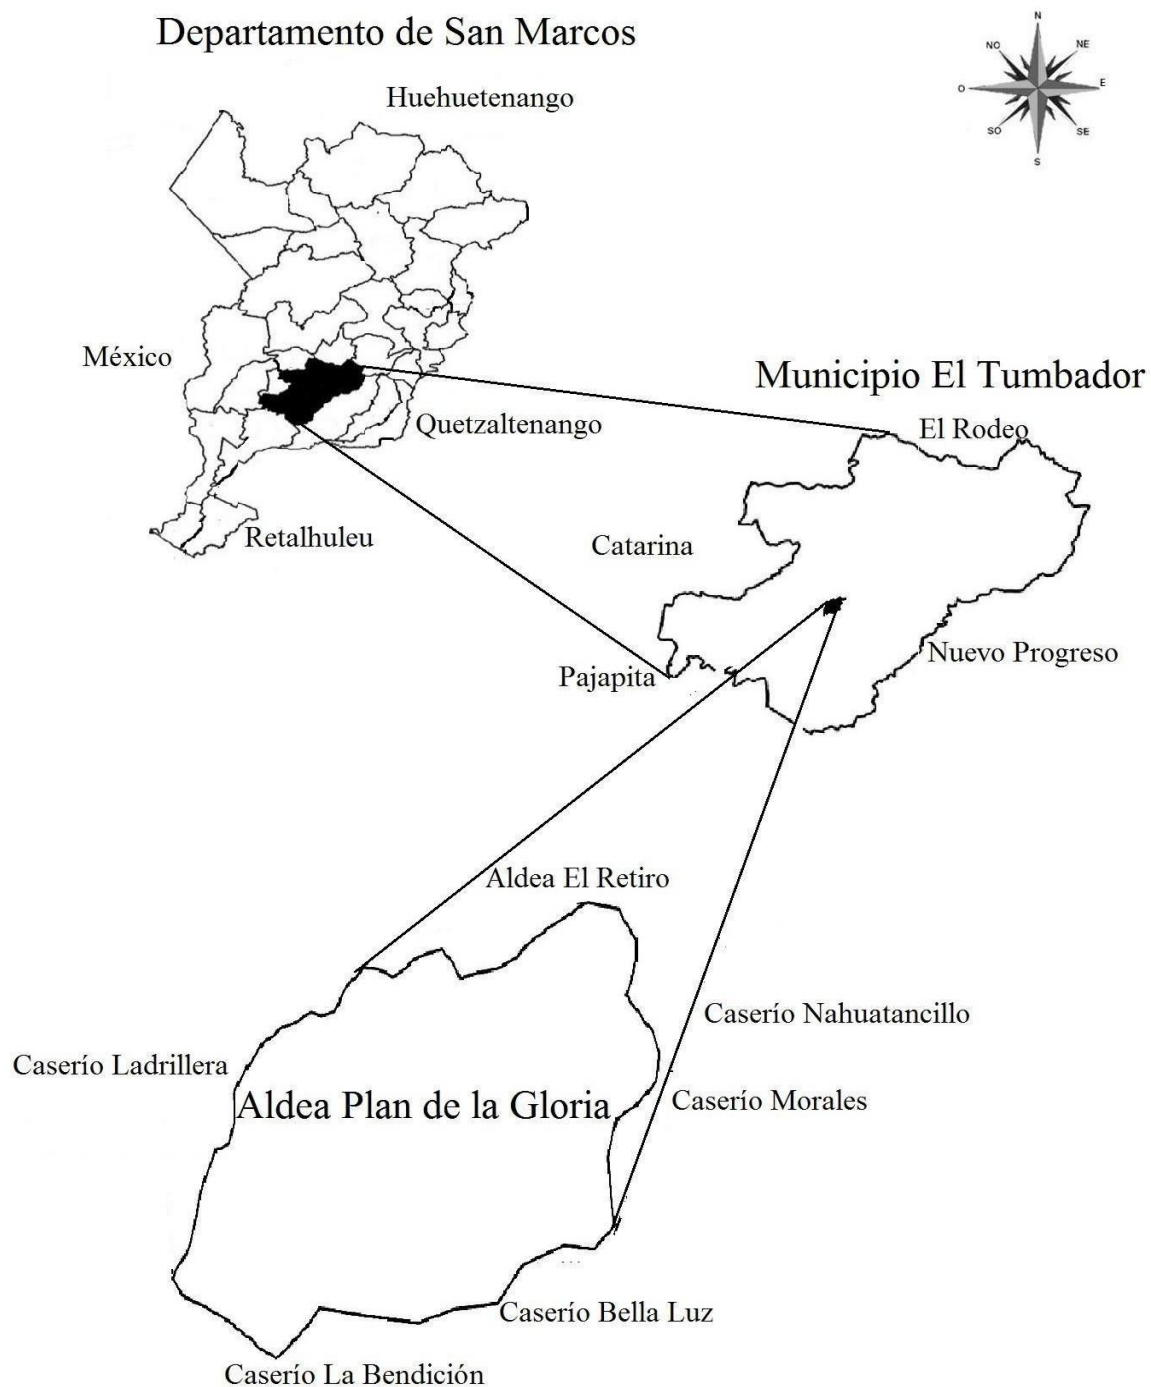 Departamento de San Marcos
N
NO
NE
O
E
SO
SE
S
Huehuetenango
México
Quetzaltenango
Retalhuleu
Municipio El Tumbador
El Rodeo
Catarina
Nuevo Progreso
Pajapita
Aldea El Retiro
Caserío Nahuatancillo
Caserío Ladrillera
Caserío Morales
Aldea Plan de la Gloria
Caserío Bella Luz
Caserío La Bendición